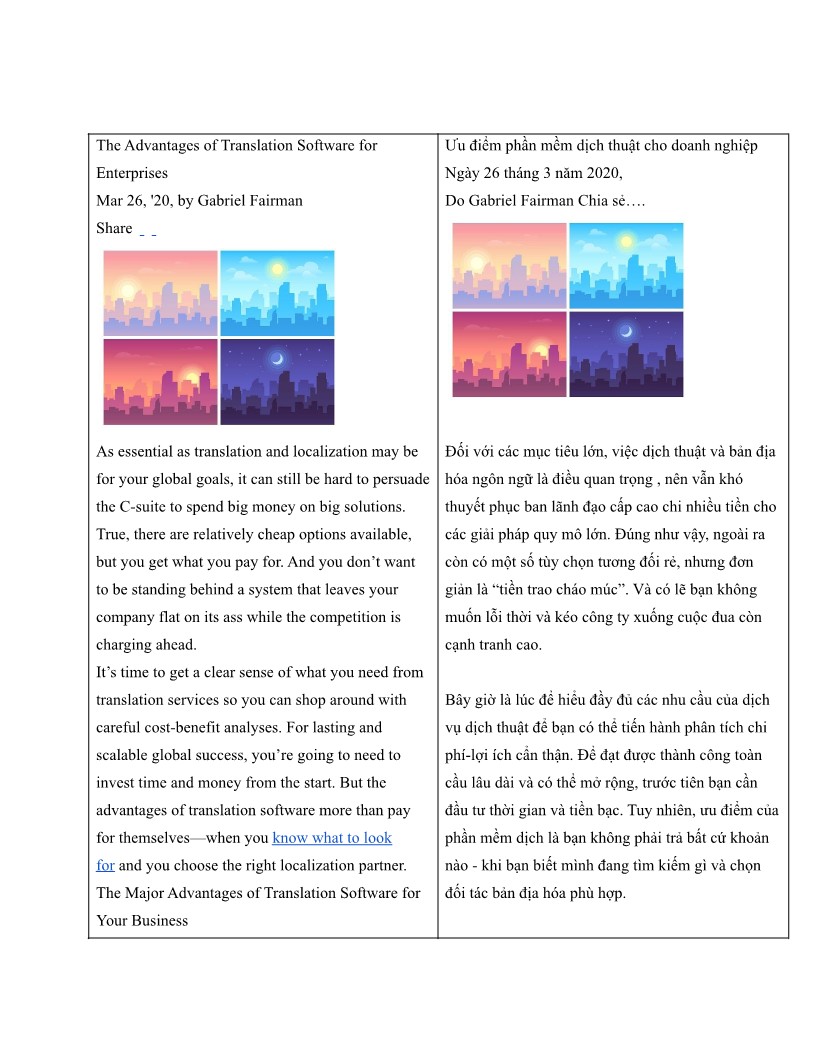 The Advantages of Translation Software for
Enterprises
Mar 26, '20, by Gabriel Fairman
Share _ _
As essential as translation and localization may be
for your global goals, it can still be hard to persuade
the C-suite to spend big money on big solutions.
True, there are relatively cheap options available,
but you get what you pay for. And you don’t want
to be standing behind a system that leaves your
company flat on its ass while the competition is
charging ahead.
It’s time to get a clear sense of what you need from
translation services so you can shop around with
careful cost-benefit analyses. For lasting and
scalable global success, you’re going to need to
invest time and money from the start. But the
advantages of translation software more than pay
for themselves—when you know what to look
for and you choose the right localization partner.
The Major Advantages of Translation Software for
Your Business
Ưu điểm phần mềm dịch thuật cho doanh nghiệp
Ngày 26 tháng 3 năm 2020,
Do Gabriel Fairman Chia sẻ….
Đối với các mục tiêu lớn, việc dịch thuật và bản địa
hóa ngôn ngữ là điều quan trọng , nên vẫn khó
thuyết phục ban lãnh đạo cấp cao chi nhiều tiền cho
các giải pháp quy mô lớn. Đúng như vậy, ngoài ra
còn có một số tùy chọn tương đối rẻ, nhưng đơn
giản là “tiền trao cháo múc”. Và có lẽ bạn không
muốn lỗi thời và kéo công ty xuống cuộc đua còn
cạnh tranh cao.
Bây giờ là lúc để hiểu đầy đủ các nhu cầu của dịch
vụ dịch thuật để bạn có thể tiến hành phân tích chi
phí-lợi ích cẩn thận. Để đạt được thành công toàn
cầu lâu dài và có thể mở rộng, trước tiên bạn cần
đầu tư thời gian và tiền bạc. Tuy nhiên, ưu điểm của
phần mềm dịch là bạn không phải trả bất cứ khoản
nào - khi bạn biết mình đang tìm kiếm gì và chọn
đối tác bản địa hóa phù hợp.